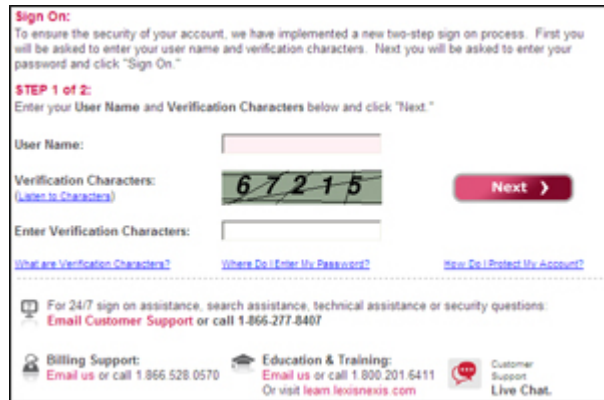 Sign On:
To ensure the security of your account, we have implemented a new two-step sign on process. First you
will be asked to enter your user name and verification characters. Next you will be asked to enter your
password and click "Sign On."
STEP 1 of 2:
Enter your User Name and Verification Characters below and click "Next."
User Name:
Verification Characters:
(Listen to Characters)
6 7 2 1 5
Next
Enter Verification Characters:
What are Verification Characters? Where Do I Enter My Password? How Do I Protect My Account?
For 24/7 sign on assistance, search assistance, technical assistance or security questions:
Email Customer Support or call 1-866-277-8407
Billing Support:
Email us or call 1.866.528.0570
Education & Training:
Email us or call 1.800.201.6411
Or visit learn.lexisnexis.com
Customer
Support
Live Chat.